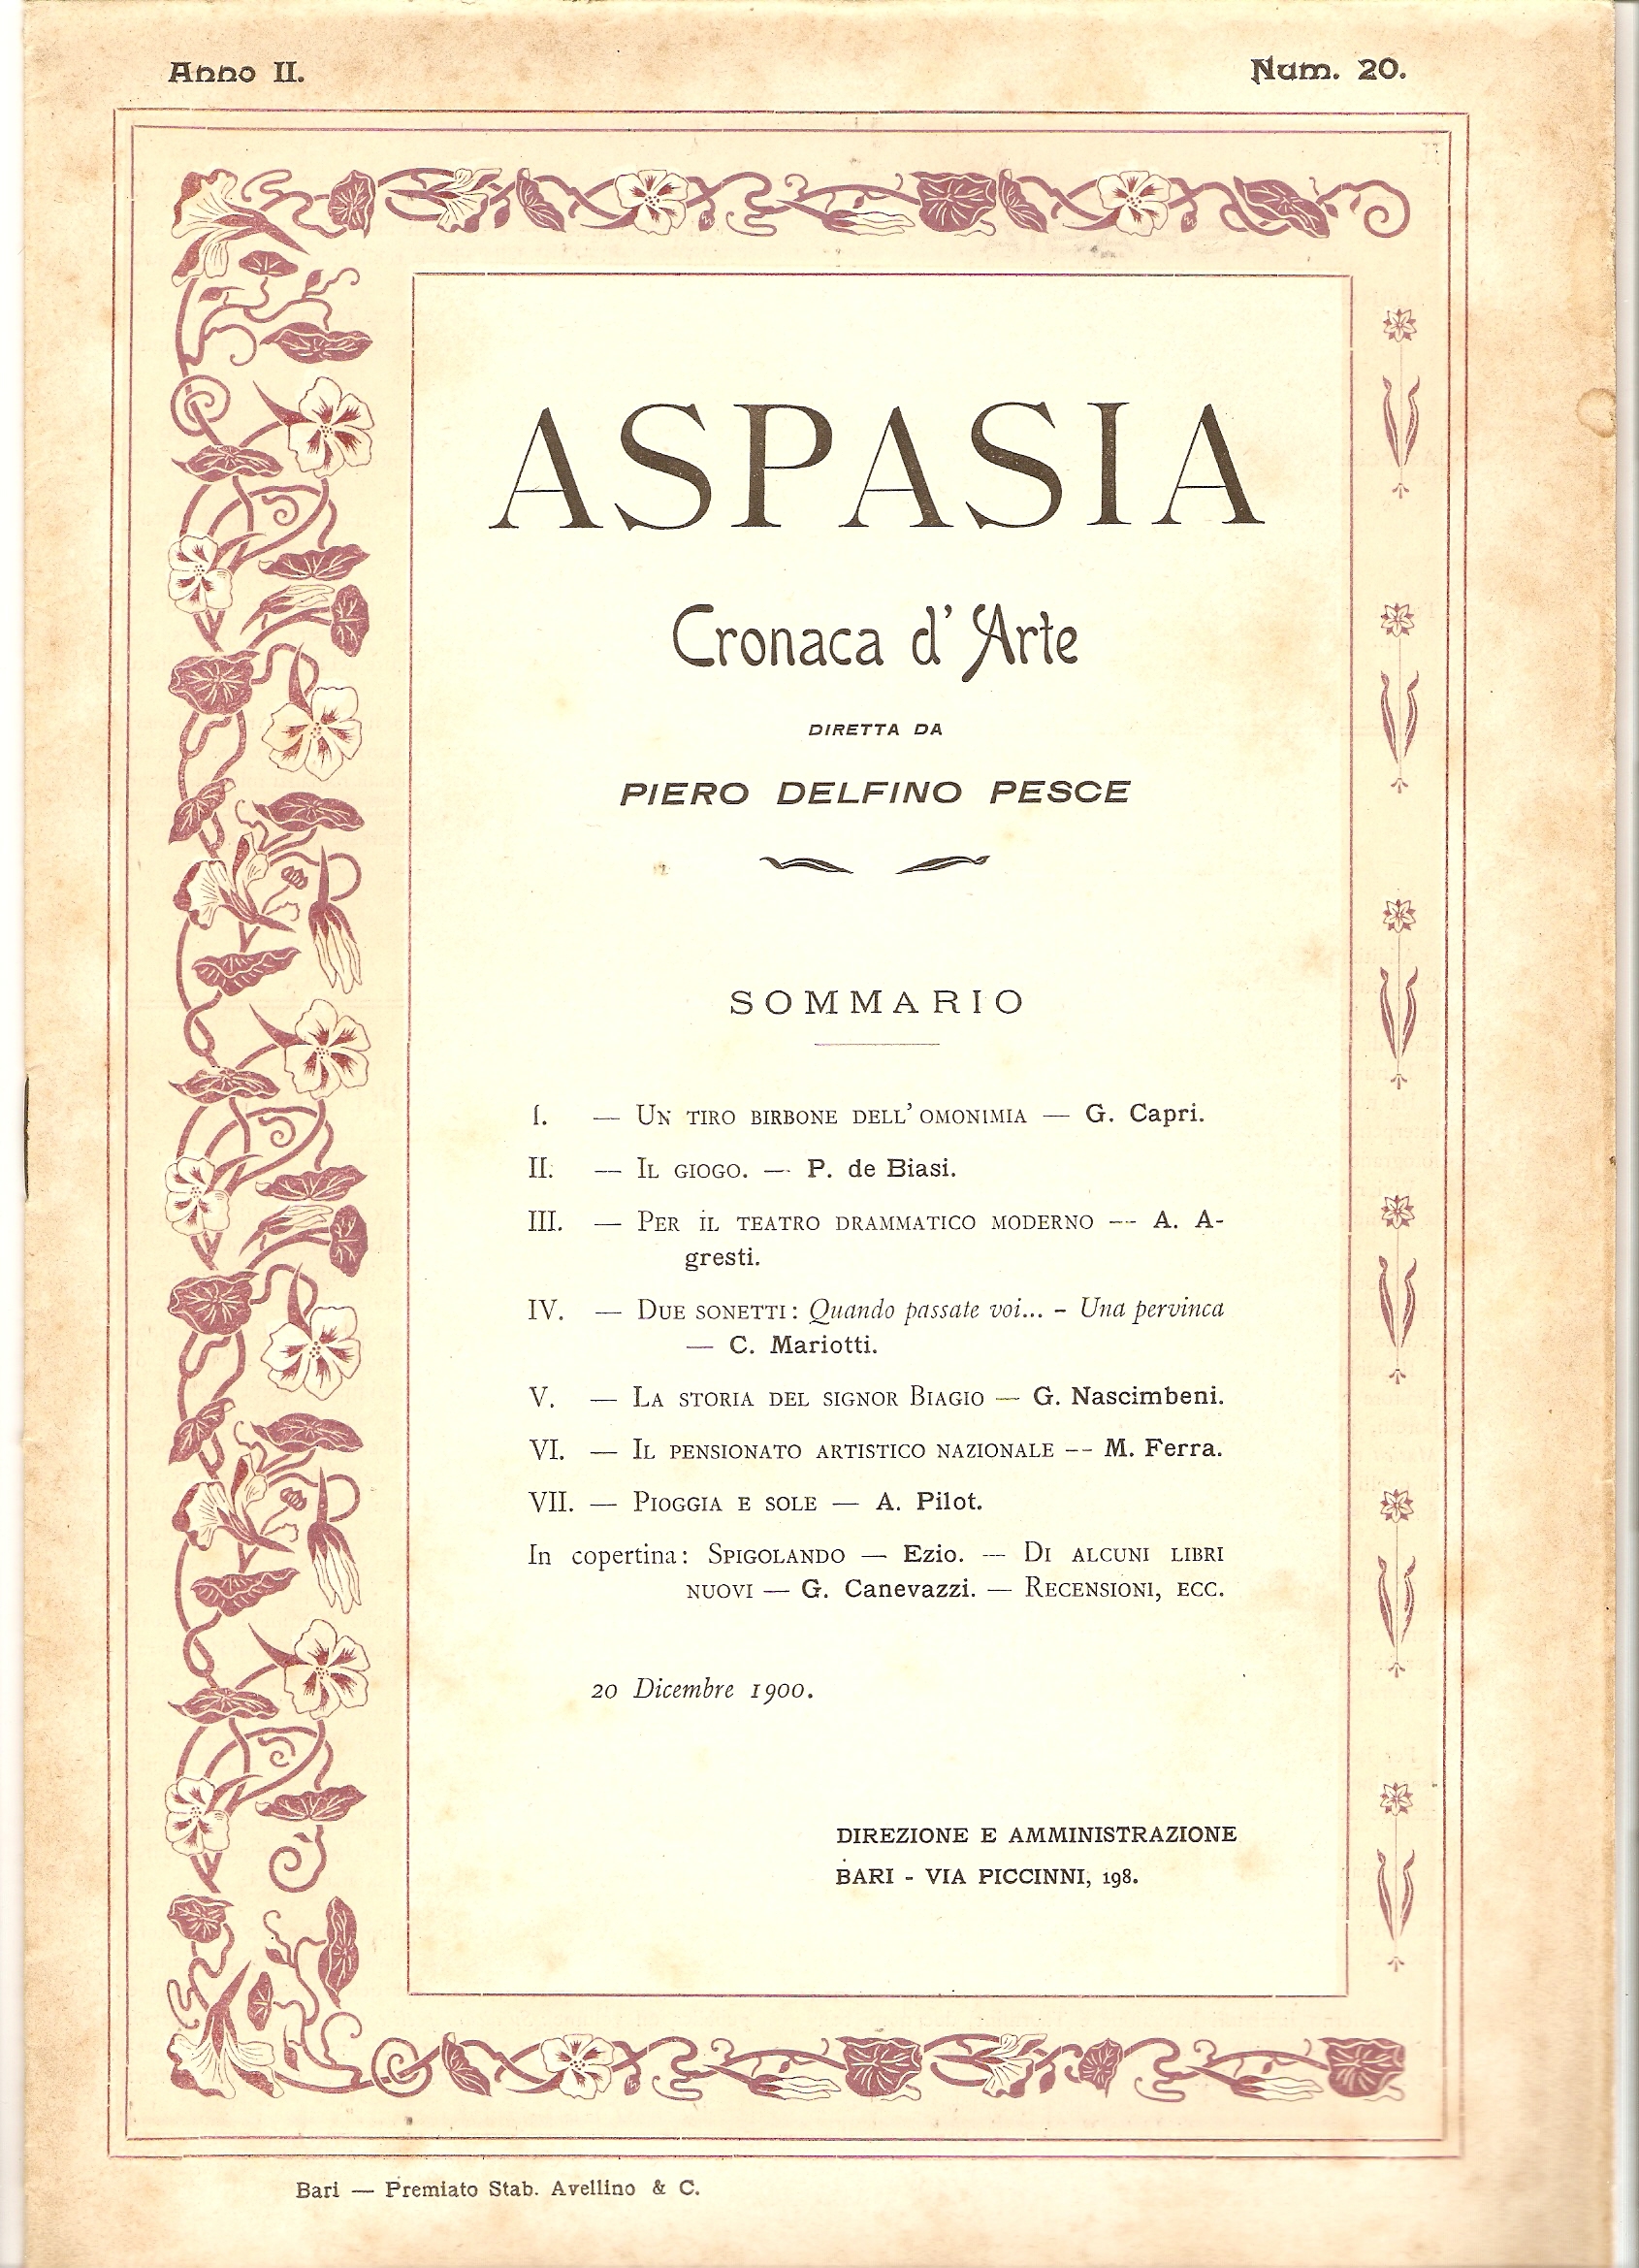 Anno II.
Num. 20.
ASPASIA
Cronaca d' Arte
DIRETTA DA
PIERO DELFINO PESCE
SOMMARIO
I. — UN TIRO BIRBONE DELL' OMONIMIA — G. Capri.
II. — IL GIOGO. — P. de Biasi.
III. — PER IL TEATRO DRAMMATICO MODERNO — A. A-
gresti.
IV. — DUE SONETTI: Quando passate voi... - Una pervinca
— C. Mariotti.
V. — LA STORIA DEL SIGNOR BIAGIO — G. Nascimbeni.
VI. — IL PENSIONATO ARTISTICO NAZIONALE — M. Ferra.
VII. — PIOGGIA E SOLE — A. Pilot.
In copertina: SPIGOLANDO — Ezio. — DI ALCUNI LIBRI
NUOVI — G. Canevazzi. — RECENSIONI, ECC.
20 Dicembre 1900.
DIREZIONE E AMMINISTRAZIONE
BARI - VIA PICCINNI, 198.
Bari — Premiato Stab. Avellino & C.